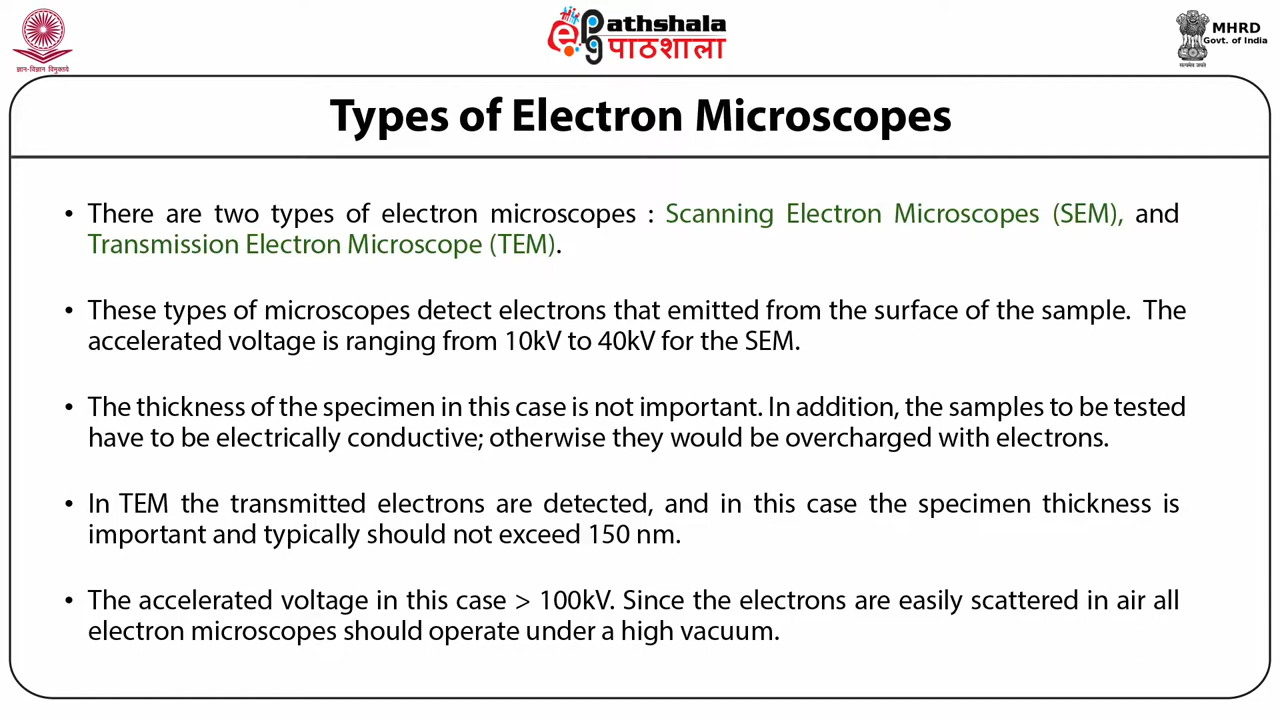 ज्ञान-विज्ञान विमुक्तये
ePathshala
पाठशाला
सत्यमेव जयते
MHRD
Govt. of India
Types of Electron Microscopes
• There are two types of electron microscopes : Scanning Electron Microscopes (SEM), and
Transmission Electron Microscope (TEM).
• These types of microscopes detect electrons that emitted from the surface of the sample. The
accelerated voltage is ranging from 10kV to 40kV for the SEM.
• The thickness of the specimen in this case is not important. In addition, the samples to be tested
have to be electrically conductive; otherwise they would be overcharged with electrons.
• In TEM the transmitted electrons are detected, and in this case the specimen thickness is
important and typically should not exceed 150 nm.
• The accelerated voltage in this case > 100kV. Since the electrons are easily scattered in air all
electron microscopes should operate under a high vacuum.